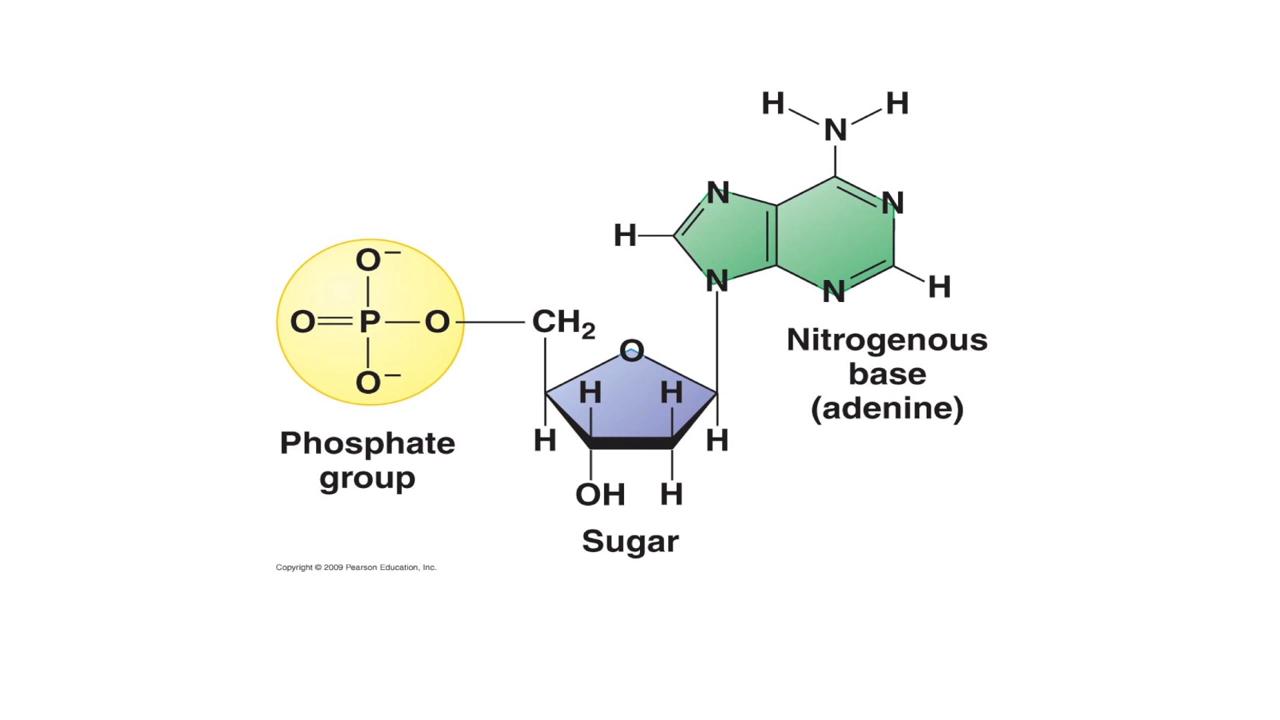 H H
N
N
N
H
O⁻
N
N
H
O=P—O
CH₂
Nitrogenous
base
(adenine)
O
O⁻
H H
H
H
Phosphate
group
OH H
Sugar
Copyright © 2009 Pearson Education, Inc.